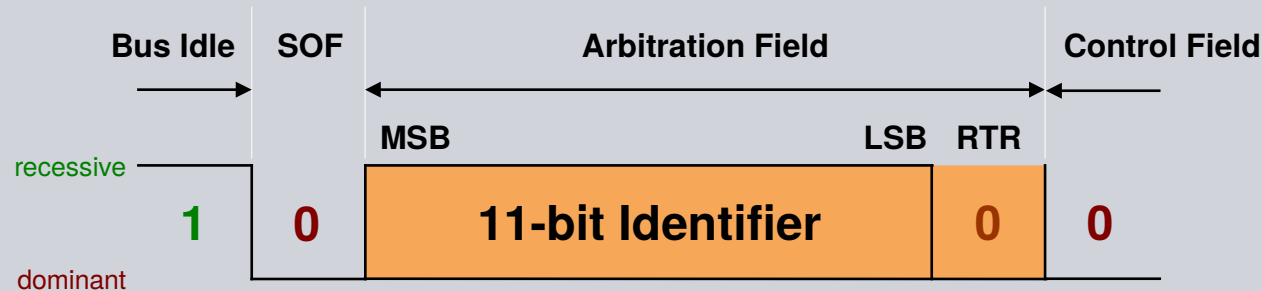 Bus Idle SOF Arbitration Field Control Field
MSB LSB RTR
recessive
1 0 11-bit Identifier 0 0
dominant